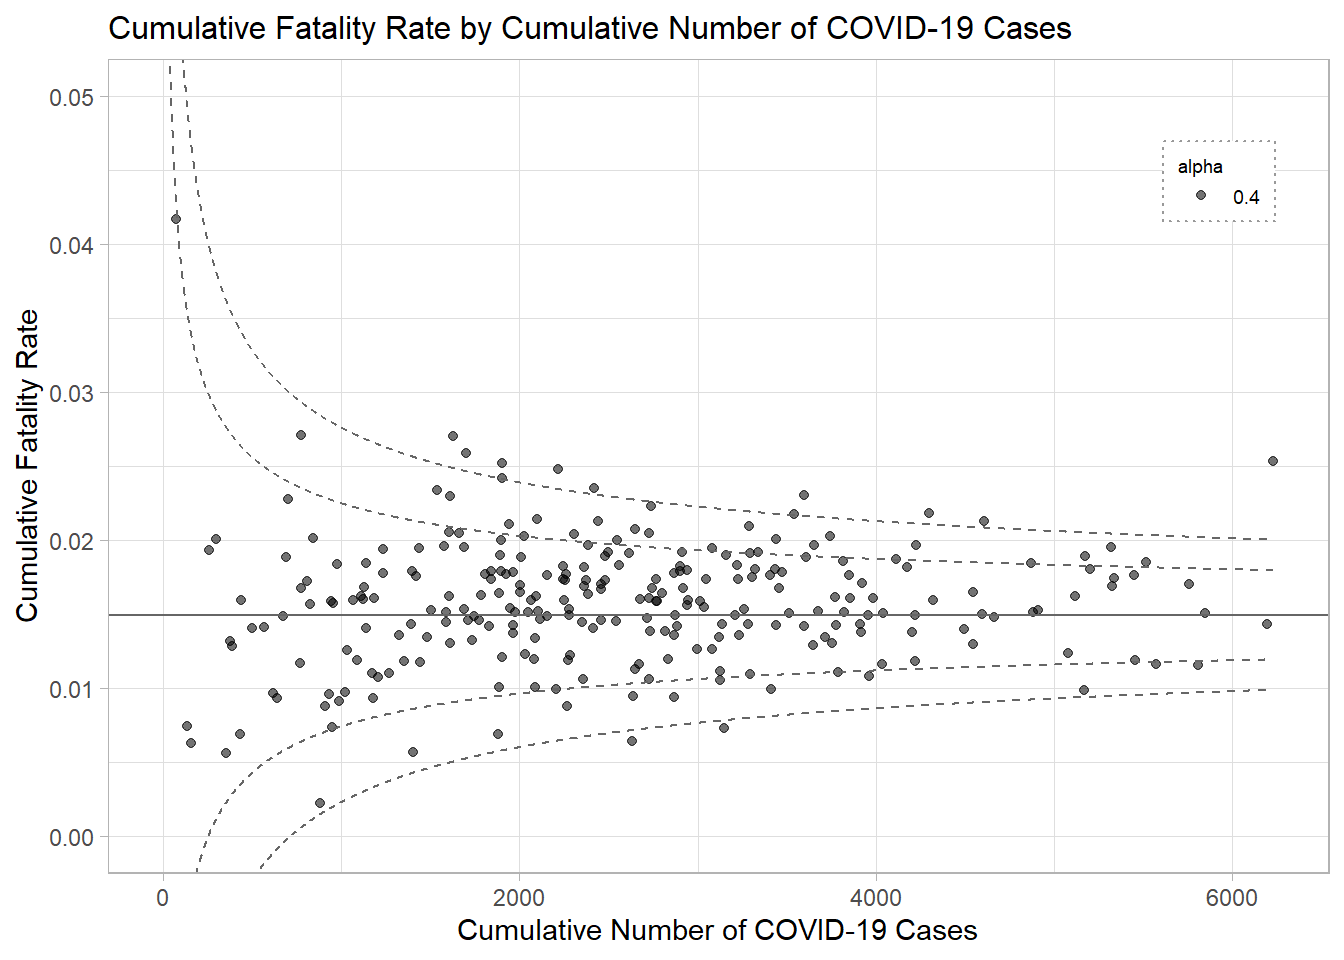 Cumulative Fatality Rate by Cumulative Number of COVID-19 Cases
0.05
0.04
0.03
0.02
0.01
0.00
Cumulative Fatality Rate
alpha
0.4
0 2000 4000 6000
Cumulative Number of COVID-19 Cases